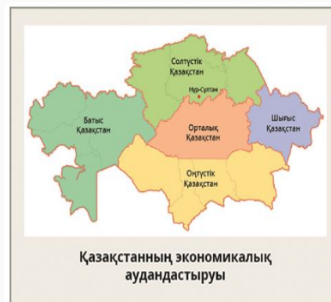 Солтүстік
Қазақстан
Нұр-Сұлтан
Батыс
Қазақстан
Орталық
Қазақстан
Шығыс
Қазақстан
Оңтүстік
Қазақстан
Қазақстанның экономикалық
аудандастыруы